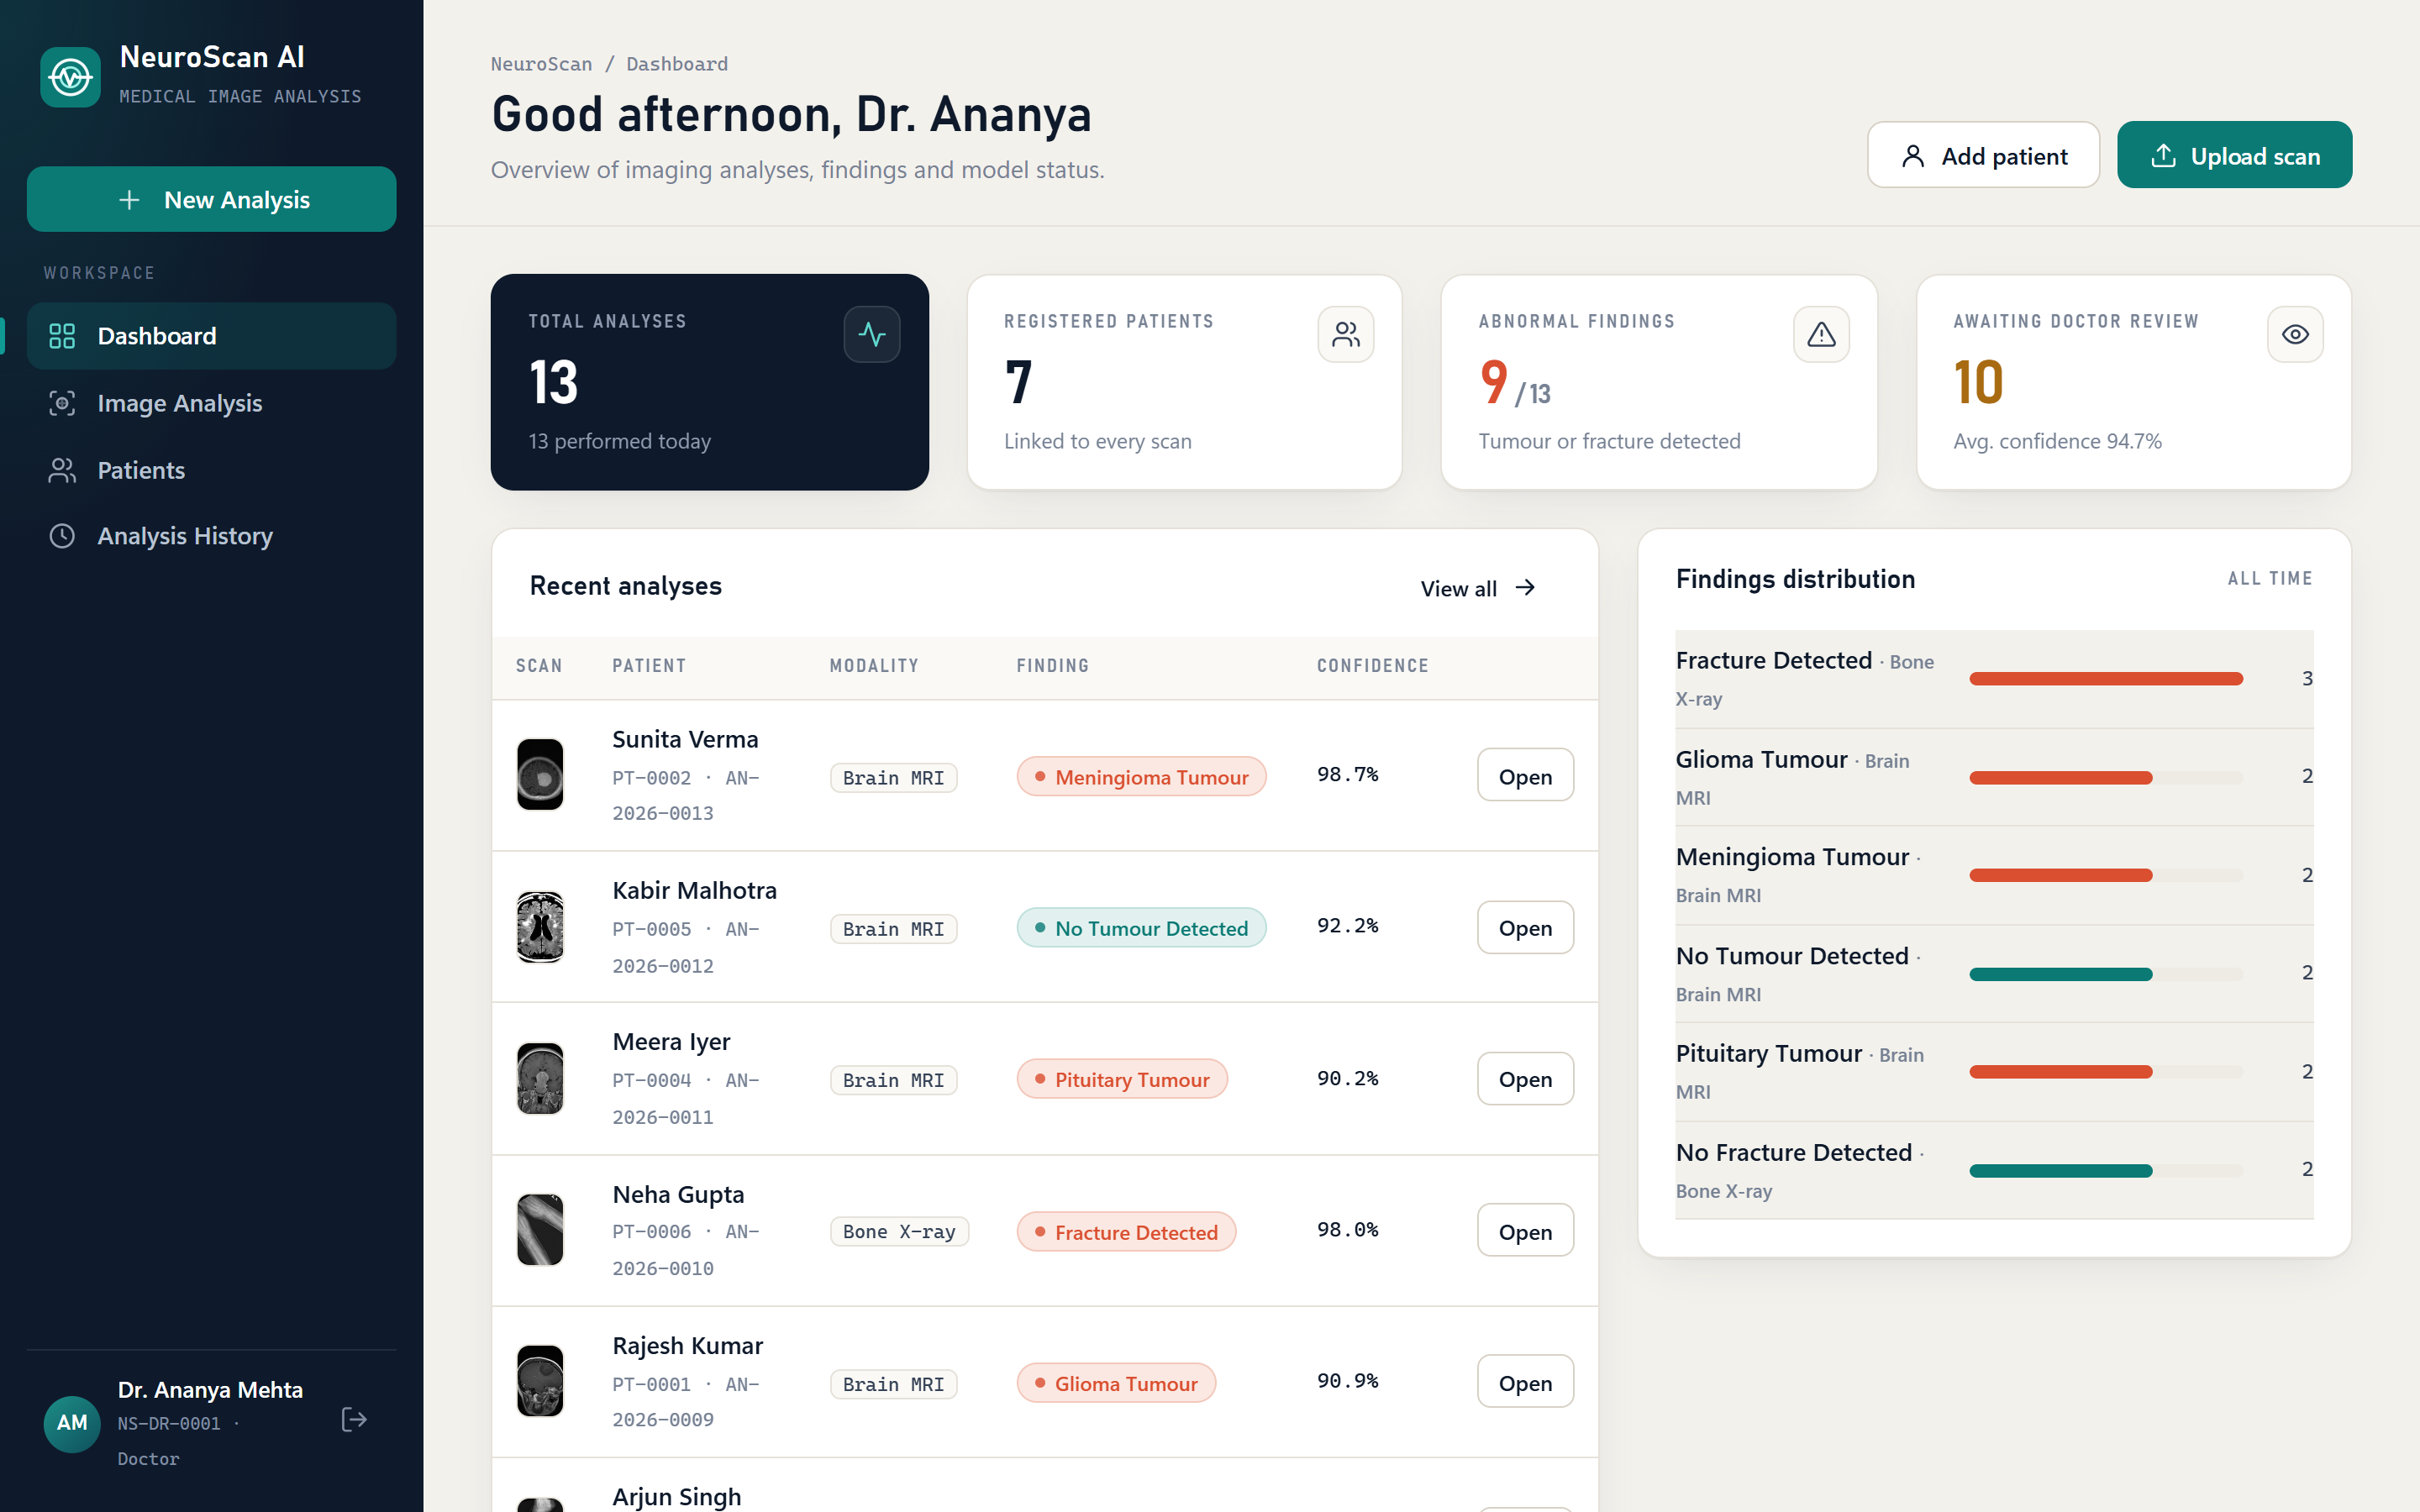 NeuroScan AI
MEDICAL IMAGE ANALYSIS
New Analysis
WORKSPACE
Dashboard
Image Analysis
Patients
Analysis History
AM
Dr. Ananya Mehta
NS-DR-0001 ·
Doctor
NeuroScan / Dashboard
Good afternoon, Dr. Ananya
Overview of imaging analyses, findings and model status.
Add patient
Upload scan
TOTAL ANALYSES
13
13 performed today
REGISTERED PATIENTS
7
Linked to every scan
ABNORMAL FINDINGS
9 /13
Tumour or fracture detected
AWAITING DOCTOR REVIEW
10
Avg. confidence 94.7%
Recent analyses
View all →
SCAN PATIENT MODALITY FINDING CONFIDENCE
Sunita Verma
PT-0002 · AN-
2026-0013
Brain MRI
Meningioma Tumour
98.7%
Open
Kabir Malhotra
PT-0005 · AN-
2026-0012
Brain MRI
No Tumour Detected
92.2%
Open
Meera Iyer
PT-0004 · AN-
2026-0011
Brain MRI
Pituitary Tumour
90.2%
Open
Neha Gupta
PT-0006 · AN-
2026-0010
Bone X-ray
Fracture Detected
98.0%
Open
Rajesh Kumar
PT-0001 · AN-
2026-0009
Brain MRI
Glioma Tumour
90.9%
Open
Arjun Singh
Findings distribution
ALL TIME
Fracture Detected · Bone
X-ray
3
Glioma Tumour · Brain
MRI
2
Meningioma Tumour ·
Brain MRI
2
No Tumour Detected ·
Brain MRI
2
Pituitary Tumour · Brain
MRI
2
No Fracture Detected ·
Bone X-ray
2